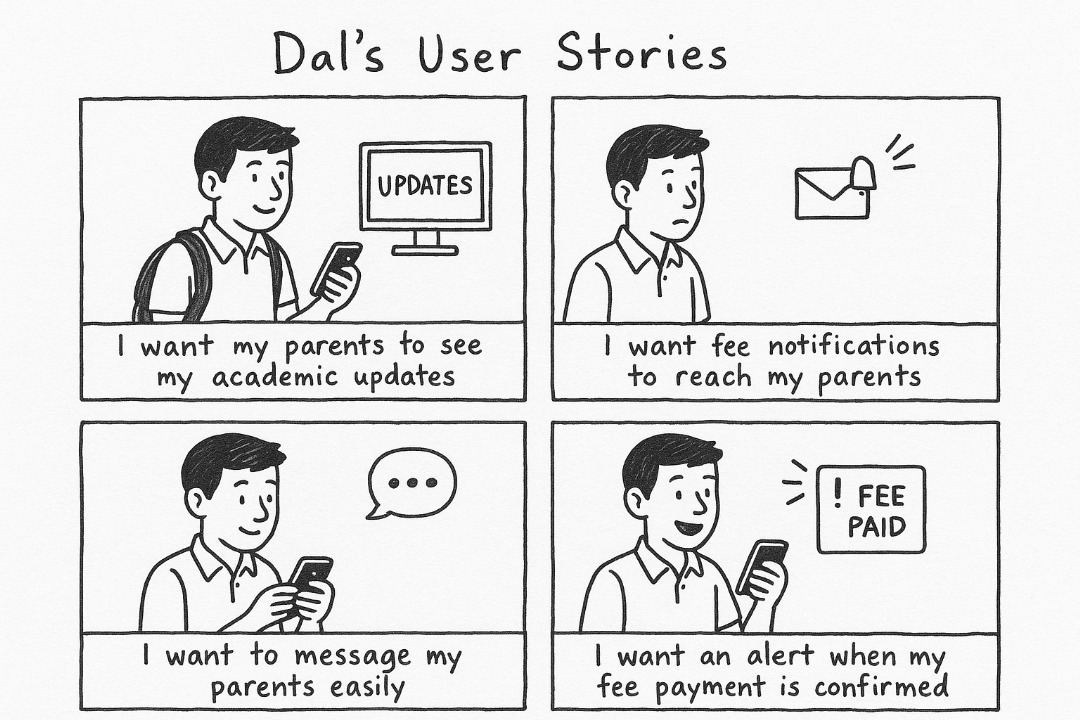 Dal's User Stories
UPDATES
I want my parents to see
my academic updates
I want fee notifications
to reach my parents
I want to message my
parents easily
! FEE
PAID
I want an alert when my
fee payment is confirmed